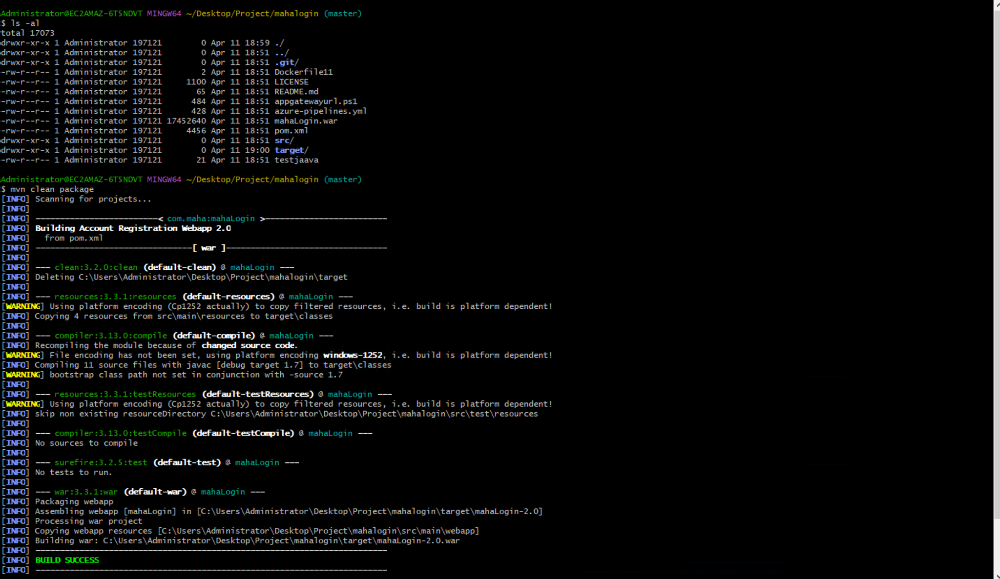 Administrator@EC2AMAZ-6T5NDVT MINGW64 ~/Desktop/Project/mahalogin (master)
$ ls -al
total 17073
drwxr-xr-x 1 Administrator 197121        0 Apr 11 18:59 ./
drwxr-xr-x 1 Administrator 197121        0 Apr 11 18:51 ../
drwxr-xr-x 1 Administrator 197121        0 Apr 11 18:51 .git/
-rw-r--r-- 1 Administrator 197121        2 Apr 11 18:51 Dockerfile11
-rw-r--r-- 1 Administrator 197121     1100 Apr 11 18:51 LICENSE
-rw-r--r-- 1 Administrator 197121       65 Apr 11 18:51 README.md
-rw-r--r-- 1 Administrator 197121      484 Apr 11 18:51 appgatewayurl.ps1
-rw-r--r-- 1 Administrator 197121      428 Apr 11 18:51 azure-pipelines.yml
-rw-r--r-- 1 Administrator 197121 17452640 Apr 11 18:51 mahaLogin.war
-rw-r--r-- 1 Administrator 197121     4456 Apr 11 18:51 pom.xml
drwxr-xr-x 1 Administrator 197121        0 Apr 11 18:51 src/
drwxr-xr-x 1 Administrator 197121        0 Apr 11 19:00 target/
-rw-r--r-- 1 Administrator 197121       21 Apr 11 18:51 testjaava
Administrator@EC2AMAZ-6T5NDVT MINGW64 ~/Desktop/Project/mahalogin (master)
$ mvn clean package
[INFO] Scanning for projects...
[INFO]
[INFO] -------------------------< com.maha:mahaLogin >-------------------------
[INFO] Building Account Registration Webapp 2.0
[INFO]   from pom.xml
[INFO] --------------------------------[ war ]---------------------------------
[INFO]
[INFO] --- clean:3.2.0:clean (default-clean) @ mahaLogin ---
[INFO] Deleting C:\Users\Administrator\Desktop\Project\mahalogin\target
[INFO]
[INFO] --- resources:3.3.1:resources (default-resources) @ mahaLogin ---
[WARNING] Using platform encoding (Cp1252 actually) to copy filtered resources, i.e. build is platform dependent!
[INFO] Copying 4 resources from src\main\resources to target\classes
[INFO]
[INFO] --- compiler:3.13.0:compile (default-compile) @ mahaLogin ---
[INFO] Recompiling the module because of changed source code.
[WARNING] File encoding has not been set, using platform encoding windows-1252, i.e. build is platform dependent!
[INFO] Compiling 11 source files with javac [debug target 1.7] to target\classes
[WARNING] bootstrap class path not set in conjunction with -source 1.7
[INFO]
[INFO] --- resources:3.3.1:testResources (default-testResources) @ mahaLogin ---
[WARNING] Using platform encoding (Cp1252 actually) to copy filtered resources, i.e. build is platform dependent!
[INFO] skip non existing resourceDirectory C:\Users\Administrator\Desktop\Project\mahalogin\src\test\resources
[INFO]
[INFO] --- compiler:3.13.0:testCompile (default-testCompile) @ mahaLogin ---
[INFO] No sources to compile
[INFO]
[INFO] --- surefire:3.2.5:test (default-test) @ mahaLogin ---
[INFO] No tests to run.
[INFO]
[INFO] --- war:3.3.1:war (default-war) @ mahaLogin ---
[INFO] Packaging webapp
[INFO] Assembling webapp [mahaLogin] in [C:\Users\Administrator\Desktop\Project\mahalogin\target\mahaLogin-2.0]
[INFO] Processing war project
[INFO] Copying webapp resources [C:\Users\Administrator\Desktop\Project\mahalogin\src\main\webapp]
[INFO] Building war: C:\Users\Administrator\Desktop\Project\mahalogin\target\mahaLogin-2.0.war
[INFO] ------------------------------------------------------------------------
[INFO] BUILD SUCCESS
[INFO] ------------------------------------------------------------------------